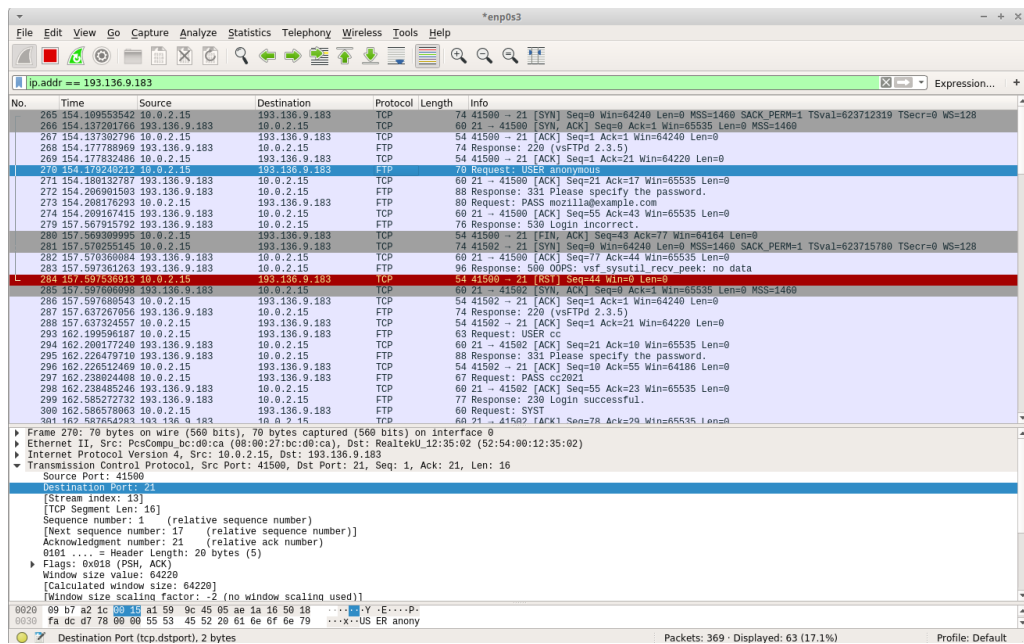 *enp0s3
File Edit View Go Capture Analyze Statistics Telephony Wireless Tools Help
ip.addr == 193.136.9.183 Expression... +
No. Time Source Destination Protocol Length Info
265 154.109553542 10.0.2.15 193.136.9.183 TCP 74 41500 → 21 [SYN] Seq=0 Win=64240 Len=0 MSS=1460 SACK_PERM=1 TSval=623712319 TSecr=0 WS=128
266 154.137201766 193.136.9.183 10.0.2.15 TCP 60 21 → 41500 [SYN, ACK] Seq=0 Ack=1 Win=65535 Len=0 MSS=1460
267 154.137302796 10.0.2.15 193.136.9.183 TCP 54 41500 → 21 [ACK] Seq=1 Ack=1 Win=64240 Len=0
268 154.177788969 193.136.9.183 10.0.2.15 FTP 74 Response: 220 (vsFTPd 2.3.5)
269 154.177832486 10.0.2.15 193.136.9.183 TCP 54 41500 → 21 [ACK] Seq=1 Ack=21 Win=64220 Len=0
270 154.179240212 10.0.2.15 193.136.9.183 FTP 70 Request: USER anonymous
271 154.180132787 193.136.9.183 10.0.2.15 TCP 60 21 → 41500 [ACK] Seq=21 Ack=17 Win=65535 Len=0
272 154.206901503 193.136.9.183 10.0.2.15 FTP 88 Response: 331 Please specify the password.
273 154.208176293 10.0.2.15 193.136.9.183 FTP 80 Request: PASS mozilla@example.com
274 154.209167415 193.136.9.183 10.0.2.15 TCP 60 21 → 41500 [ACK] Seq=55 Ack=43 Win=65535 Len=0
279 157.567915792 193.136.9.183 10.0.2.15 FTP 76 Response: 530 Login incorrect.
280 157.569309995 10.0.2.15 193.136.9.183 TCP 54 41500 → 21 [FIN, ACK] Seq=43 Ack=77 Win=64164 Len=0
281 157.570255145 10.0.2.15 193.136.9.183 TCP 74 41502 → 21 [SYN] Seq=0 Win=64240 Len=0 MSS=1460 SACK_PERM=1 TSval=623715780 TSecr=0 WS=128
282 157.570360084 193.136.9.183 10.0.2.15 TCP 60 21 → 41500 [ACK] Seq=77 Ack=44 Win=65535 Len=0
283 157.597361263 193.136.9.183 10.0.2.15 FTP 96 Response: 500 OOPS: vsf_sysutil_recv_peek: no data
284 157.597536913 10.0.2.15 193.136.9.183 TCP 54 41500 → 21 [RST] Seq=44 Win=0 Len=0
285 157.597606098 193.136.9.183 10.0.2.15 TCP 60 21 → 41502 [SYN, ACK] Seq=0 Ack=1 Win=65535 Len=0 MSS=1460
286 157.597680543 10.0.2.15 193.136.9.183 TCP 54 41502 → 21 [ACK] Seq=1 Ack=1 Win=64240 Len=0
287 157.637267056 193.136.9.183 10.0.2.15 FTP 74 Response: 220 (vsFTPd 2.3.5)
288 157.637324557 10.0.2.15 193.136.9.183 TCP 54 41502 → 21 [ACK] Seq=1 Ack=21 Win=64220 Len=0
293 162.199596187 10.0.2.15 193.136.9.183 FTP 63 Request: USER cc
294 162.200177240 193.136.9.183 10.0.2.15 TCP 60 21 → 41502 [ACK] Seq=21 Ack=10 Win=65535 Len=0
295 162.226479710 193.136.9.183 10.0.2.15 FTP 88 Response: 331 Please specify the password.
296 162.226512469 10.0.2.15 193.136.9.183 TCP 54 41502 → 21 [ACK] Seq=10 Ack=55 Win=64186 Len=0
297 162.238024408 10.0.2.15 193.136.9.183 FTP 67 Request: PASS cc2021
298 162.238485246 193.136.9.183 10.0.2.15 TCP 60 21 → 41502 [ACK] Seq=55 Ack=23 Win=65535 Len=0
299 162.585272732 193.136.9.183 10.0.2.15 FTP 77 Response: 230 Login successful.
300 162.586578063 10.0.2.15 193.136.9.183 FTP 60 Request: SYST
301 162.587654283 193.136.9.183 10.0.2.15 TCP 60 21 → 41502 [ACK] Seq=78 Ack=29 Win=65535 Len=0
Frame 270: 70 bytes on wire (560 bits), 70 bytes captured (560 bits) on interface 0
Ethernet II, Src: PcsCompu_bc:d0:ca (08:00:27:bc:d0:ca), Dst: RealtekU_12:35:02 (52:54:00:12:35:02)
Internet Protocol Version 4, Src: 10.0.2.15, Dst: 193.136.9.183
Transmission Control Protocol, Src Port: 41500, Dst Port: 21, Seq: 1, Ack: 21, Len: 16
Source Port: 41500
Destination Port: 21
[Stream index: 13]
[TCP Segment Len: 16]
Sequence number: 1 (relative sequence number)
[Next sequence number: 17 (relative sequence number)]
Acknowledgment number: 21 (relative ack number)
0101 .... = Header Length: 20 bytes (5)
Flags: 0x018 (PSH, ACK)
Window size value: 64220
[Calculated window size: 64220]
[Window size scaling factor: -2 (no window scaling used)]
0020 09 b7 a2 1c 00 15 a1 59 9c 45 05 ae 1a 16 50 18 ·······Y ·E····P·
0030 fa dc d7 78 00 00 55 53 45 52 20 61 6e 6f 6e 79 ···x··US ER anony
Destination Port (tcp.dstport), 2 bytes Packets: 369 · Displayed: 63 (17.1%) Profile: Default